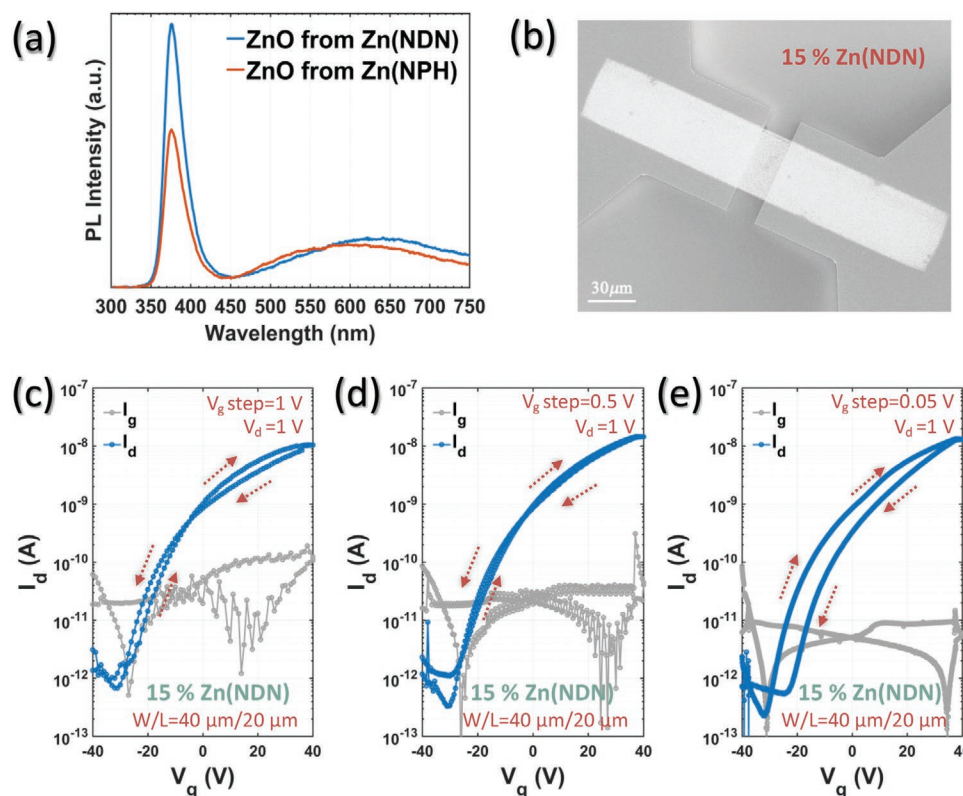 (a)
ZnO from Zn(NDN)
ZnO from Zn(NPH)
PL Intensity (a.u.)
300 350 400 450 500 550 600 650 700 750
Wavelength (nm)
(b)
15 % Zn(NDN)
30μm
(c)
I_g
I_d
V_g step=1 V
V_d=1 V
I_d (A)
10^-7
10^-8
10^-9
10^-10
10^-11
10^-12
10^-13
15 % Zn(NDN)
W/L=40 μm/20 μm
-40 -20 0 20 40
V_g (V)
(d)
I_g
I_d
V_g step=0.5 V
V_d=1 V
I_d (A)
10^-7
10^-8
10^-9
10^-10
10^-11
10^-12
10^-13
15 % Zn(NDN)
W/L=40 μm/20 μm
-40 -20 0 20 40
V_g (V)
(e)
I_g
I_d
V_g step=0.05 V
V_d=1 V
I_d (A)
10^-7
10^-8
10^-9
10^-10
10^-11
10^-12
10^-13
15 % Zn(NDN)
W/L=40 μm/20 μm
-40 -20 0 20 40
V_g (V)